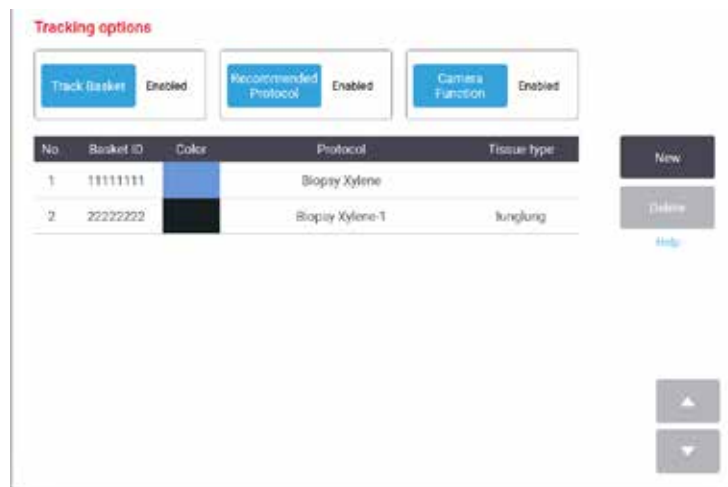 Tracking options
Track Basket Enabled
Recommended Protocol Enabled
Camera Function Enabled
No. Basket ID Color Protocol Tissue type
1 11111111 Biopsy Xylene
2 22222222 Biopsy Xylene-1 lunglung
New
Delete
Help